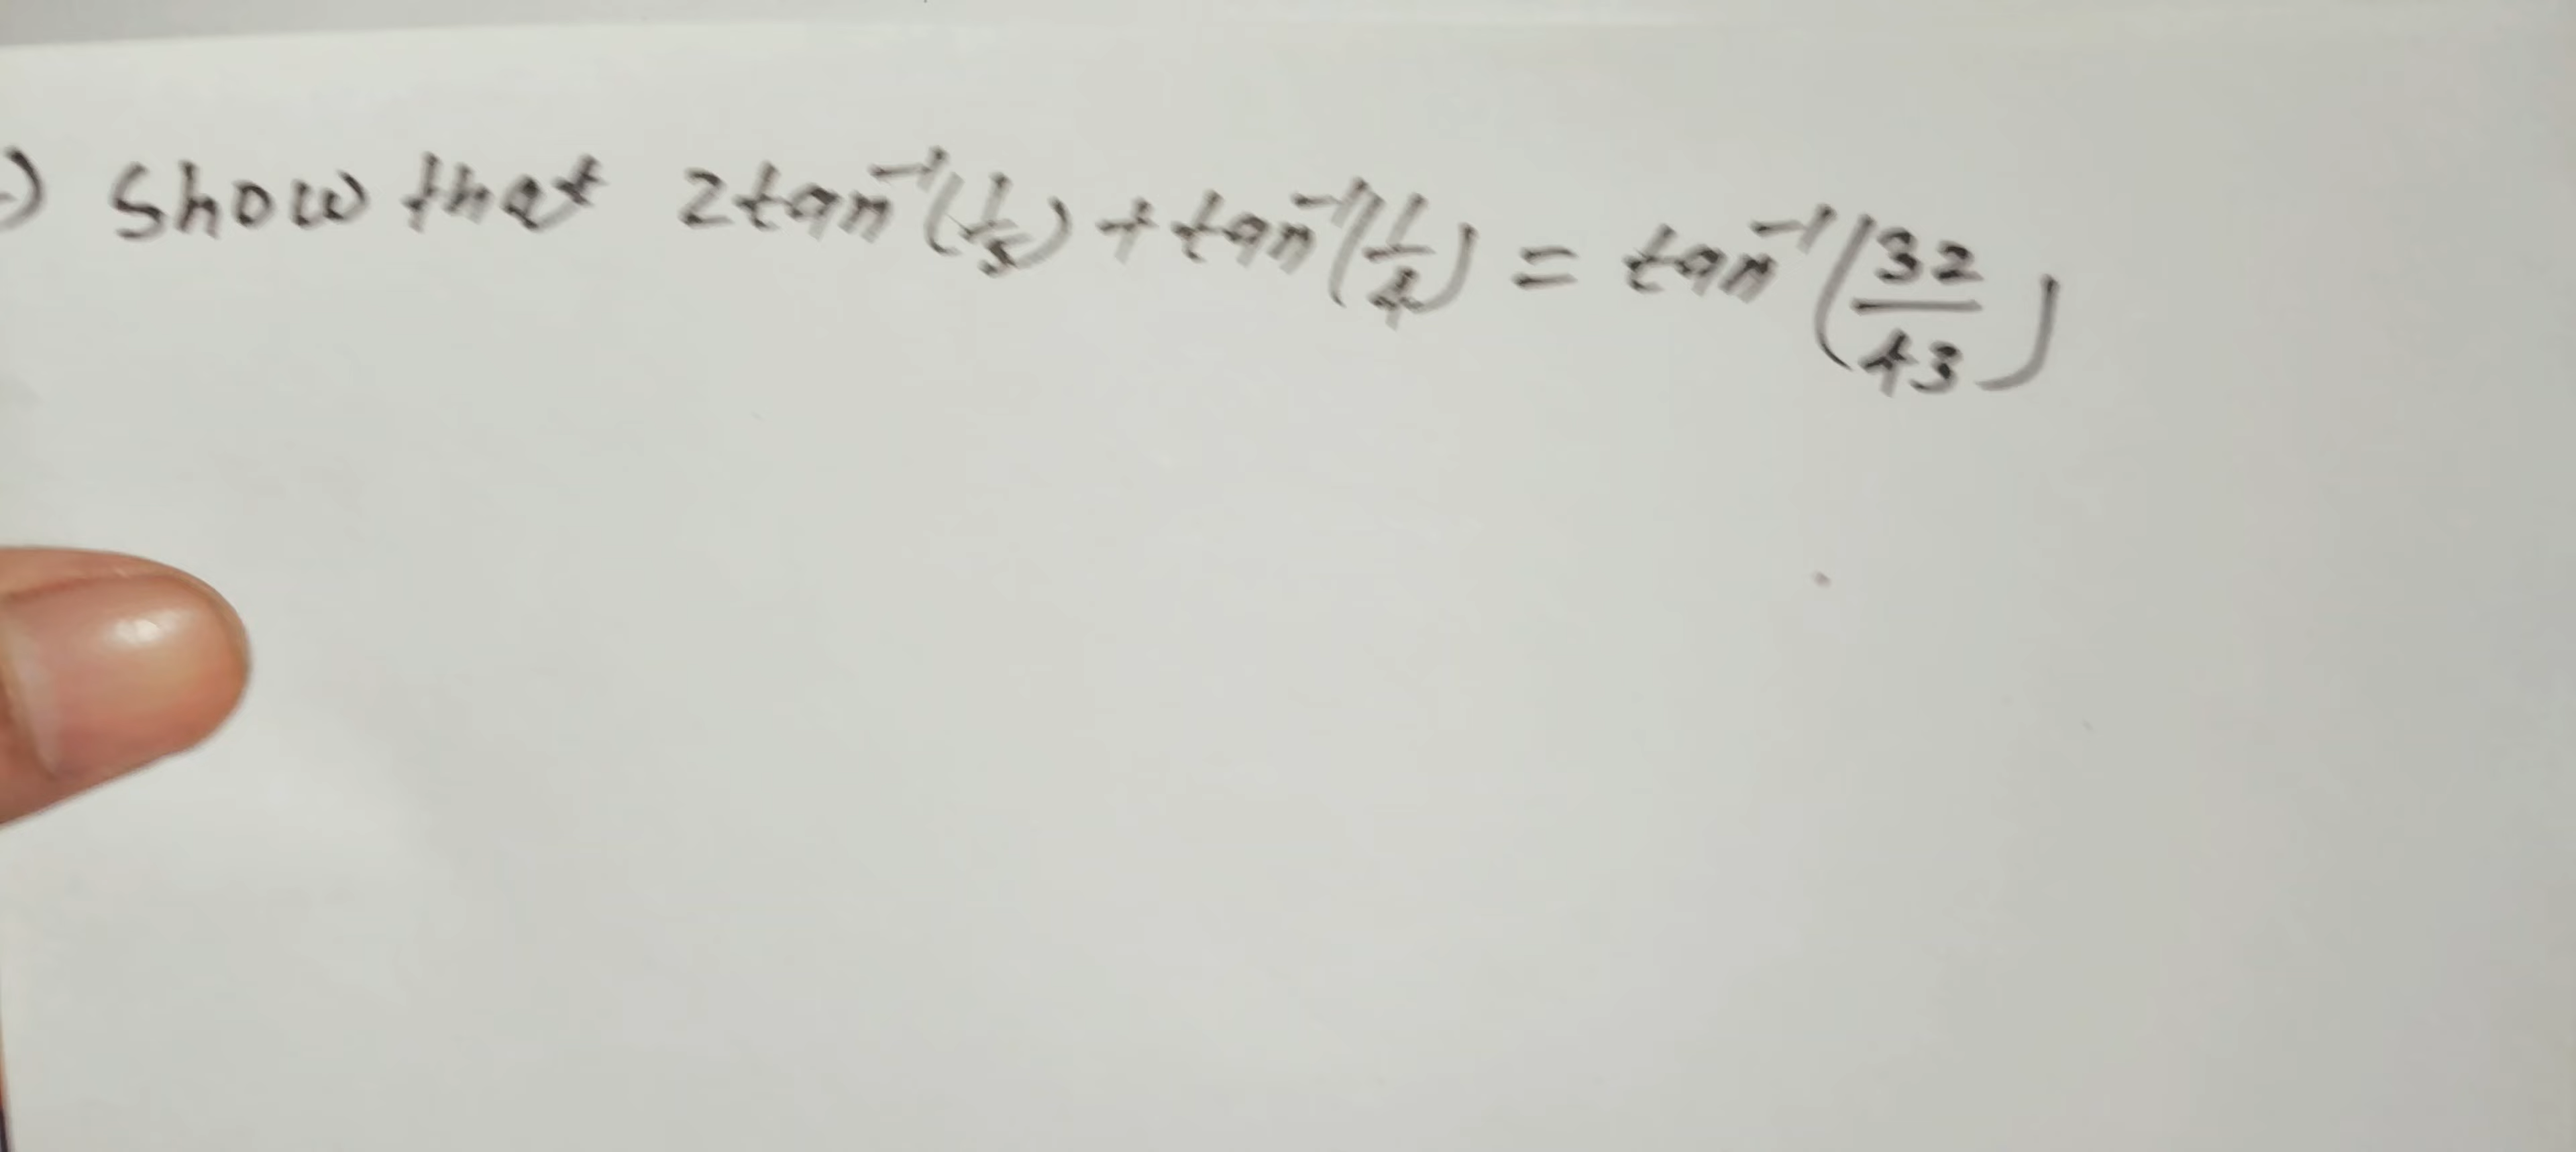 ) Show that 2tan⁻¹(1/5) + tan⁻¹(1/4) = tan⁻¹(32/43)